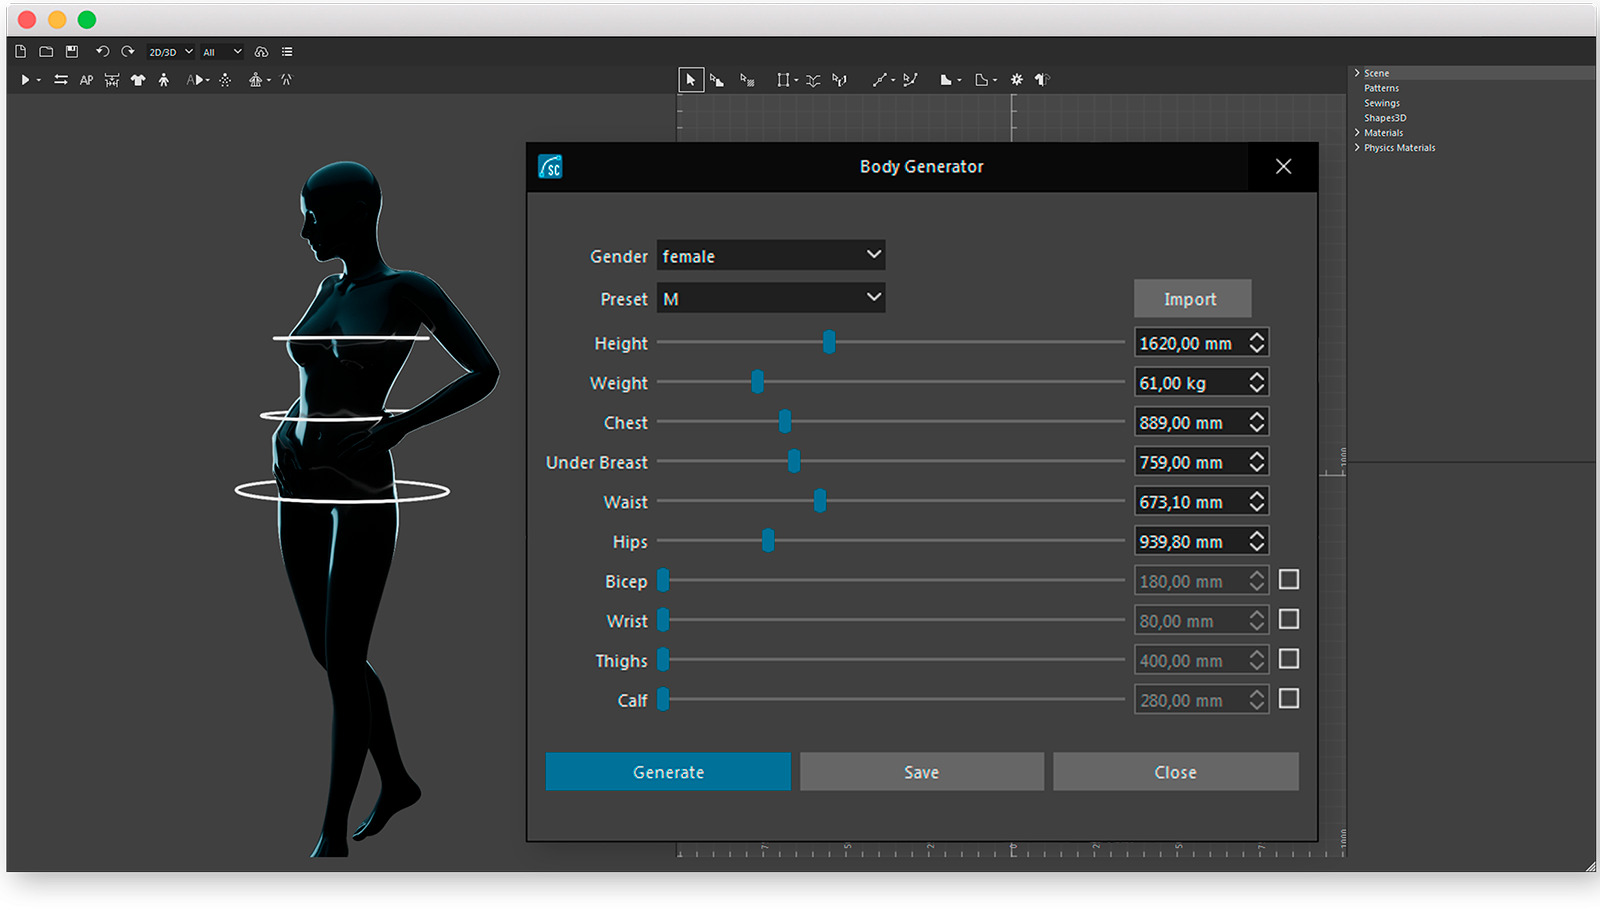 2D/3D All
AP A
Scene
Patterns
Sewings
Shapes3D
Materials
Physics Materials
SC Body Generator
Gender female
Preset M Import
Height 1620,00 mm
Weight 61,00 kg
Chest 889,00 mm
Under Breast 759,00 mm
Waist 673,10 mm
Hips 939,80 mm
Bicep 180,00 mm
Wrist 80,00 mm
Thighs 400,00 mm
Calf 280,00 mm
Generate Save Close
1000